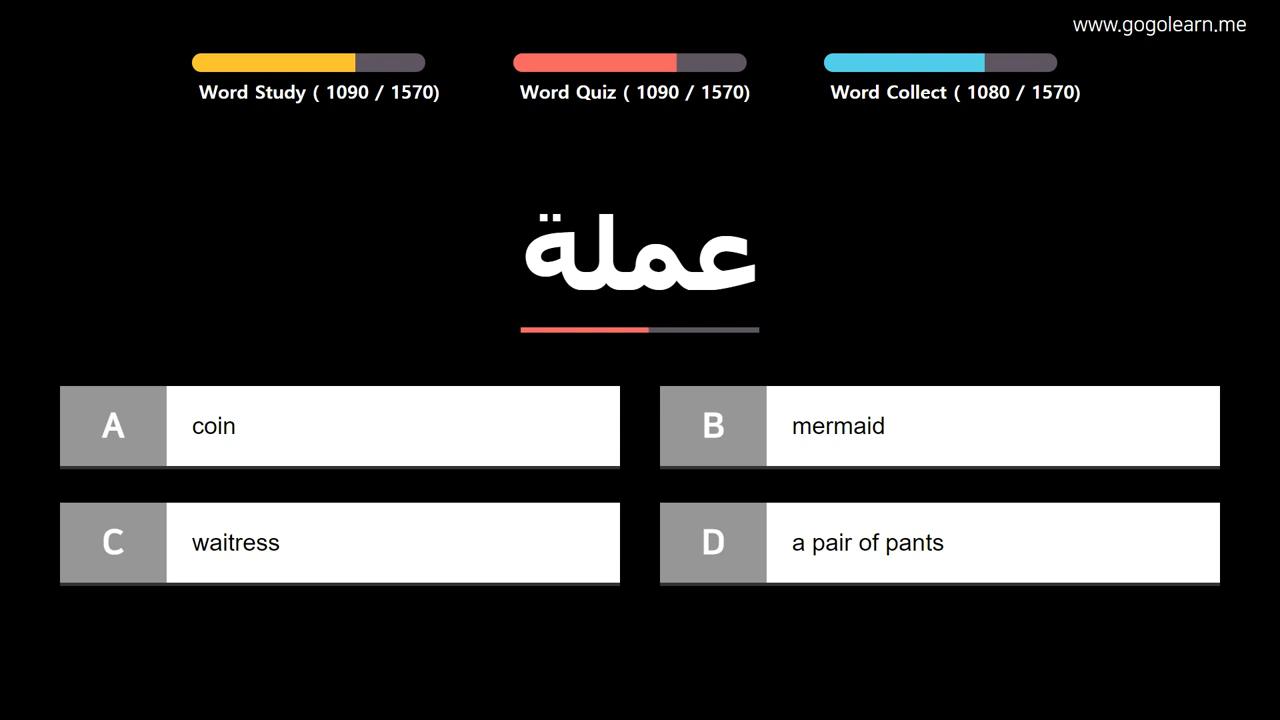 www.gogolearn.me
Word Study ( 1090 / 1570)
Word Quiz ( 1090 / 1570)
Word Collect ( 1080 / 1570)
عملة
A coin
B mermaid
C waitress
D a pair of pants